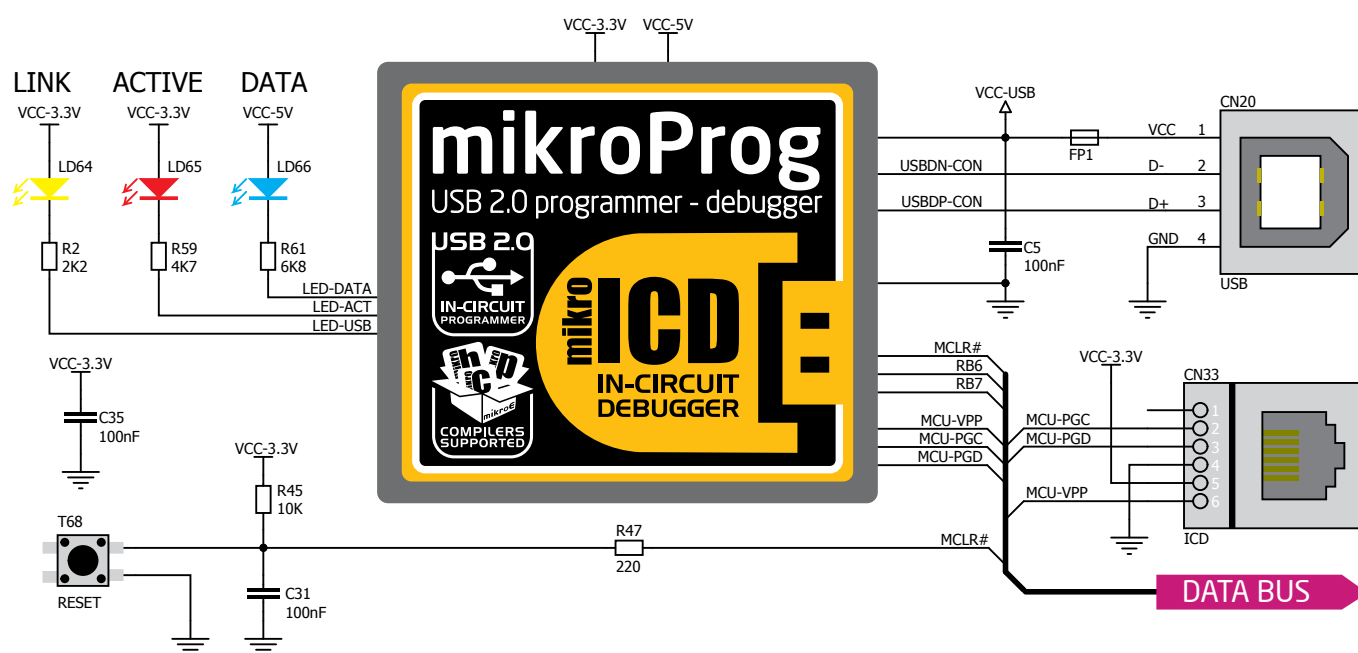 VCC-3.3V VCC-5V
LINK ACTIVE DATA
VCC-3.3V VCC-3.3V VCC-5V
LD64 LD65 LD66
R2
2K2
R59
4K7
R61
6K8
LED-DATA
LED-ACT
LED-USB
mikroProg
USB 2.0 programmer - debugger
USB 2.0
IN-CIRCUIT
PROGRAMMER
mikro
ICD
IN-CIRCUIT
DEBUGGER
mikroE
COMPILERS
SUPPORTED
VCC-USB
FP1
USBDN-CON
USBDP-CON
C5
100nF
CN20
VCC 1
D- 2
D+ 3
GND 4
USB
MCLR#
RB6
RB7
MCU-VPP
MCU-PGC
MCU-PGD
VCC-3.3V
CN33
MCU-PGC
MCU-PGD
MCU-VPP
1
2
3
4
5
6
ICD
VCC-3.3V
C35
100nF
VCC-3.3V
R45
10K
T68
RESET
C31
100nF
R47
220
MCLR#
DATA BUS